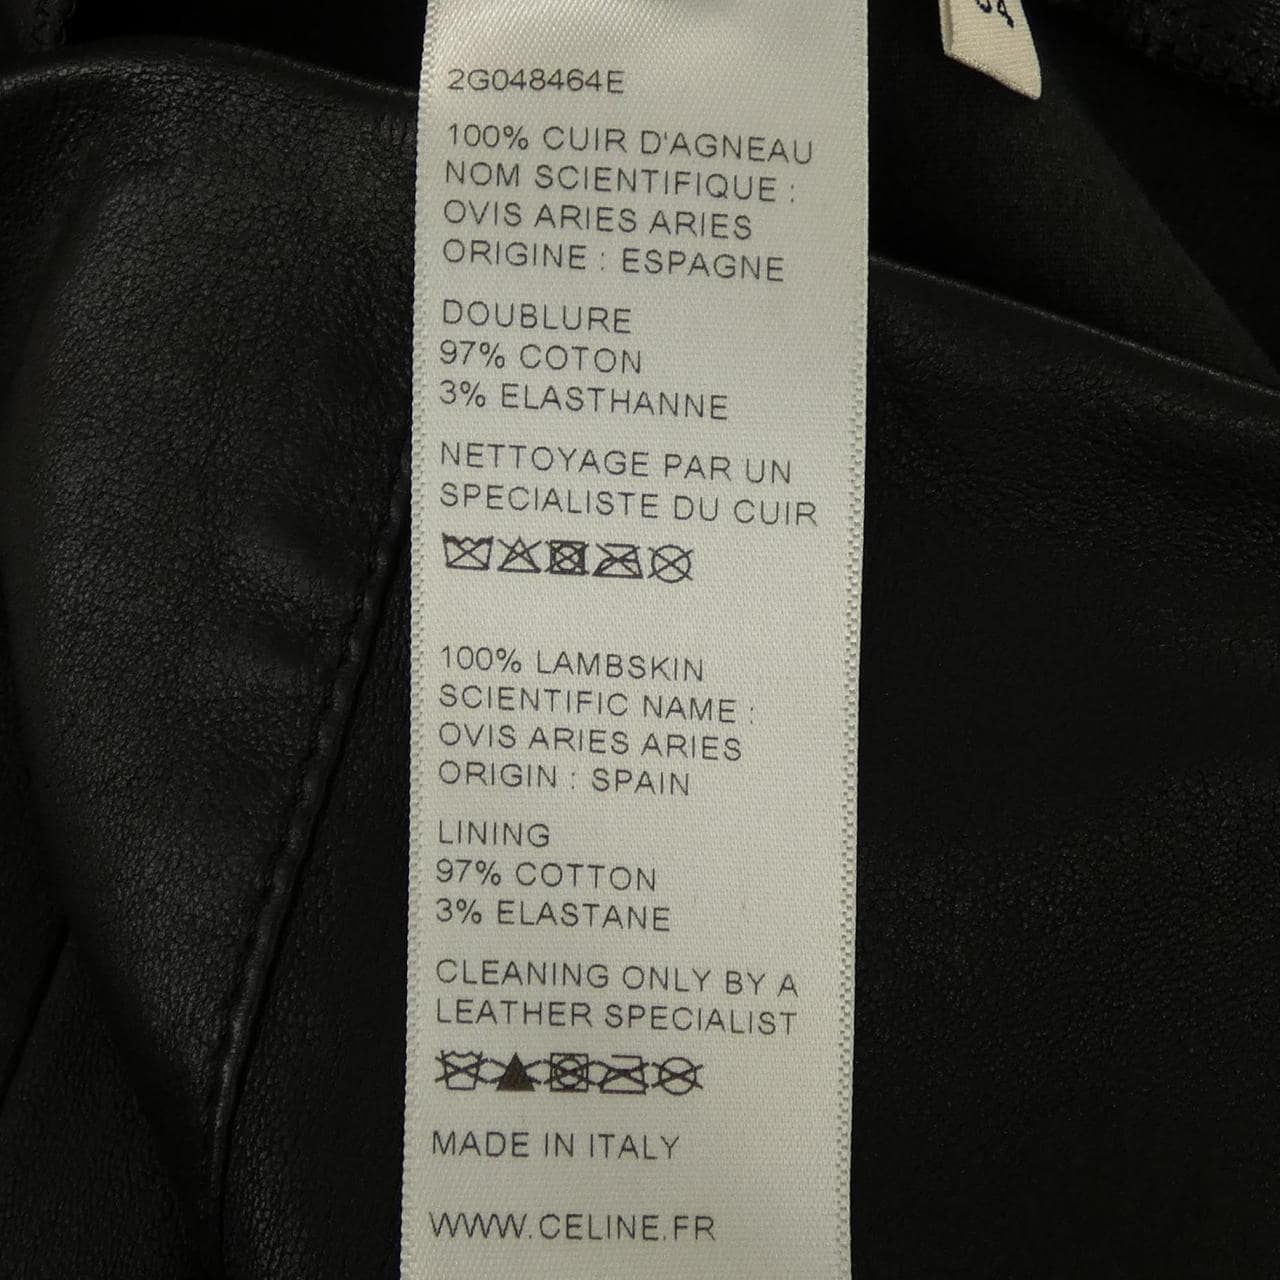 2G048464E
100% CUIR D'AGNEAU
NOM SCIENTIFIQUE :
OVIS ARIES ARIES
ORIGINE : ESPAGNE
DOUBLURE
97% COTON
3% ELASTHANNE
NETTOYAGE PAR UN
SPECIALISTE DU CUIR
100% LAMBSKIN
SCIENTIFIC NAME :
OVIS ARIES ARIES
ORIGIN : SPAIN
LINING
97% COTTON
3% ELASTANE
CLEANING ONLY BY A
LEATHER SPECIALIST
MADE IN ITALY
WWW.CELINE.FR